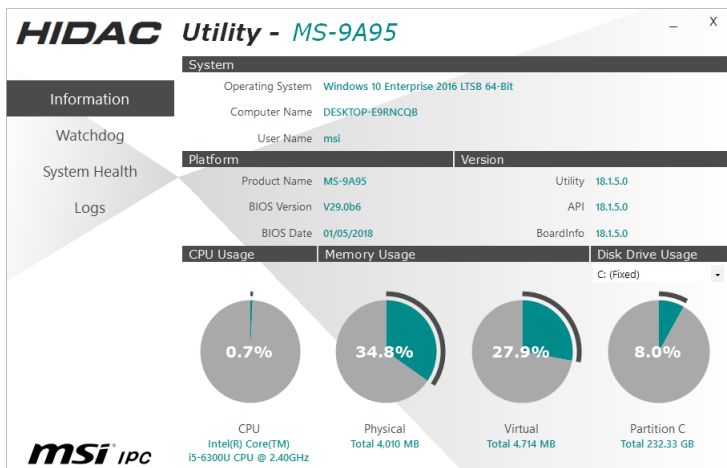 HIDAC Utility - MS-9A95
_ X
Information
Watchdog
System Health
Logs
System
Operating System Windows 10 Enterprise 2016 LTSB 64-Bit
Computer Name DESKTOP-E9RNCQB
User Name msi
Platform
Product Name MS-9A95
BIOS Version V29.0b6
BIOS Date 01/05/2018
Version
Utility 18.1.5.0
API 18.1.5.0
BoardInfo 18.1.5.0
CPU Usage
0.7%
CPU
Intel(R) Core(TM)
i5-6300U CPU @ 2.40GHz
Memory Usage
34.8%
Physical
Total 4,010 MB
27.9%
Virtual
Total 4,714 MB
Disk Drive Usage
C: (Fixed)
8.0%
Partition C
Total 232.33 GB
msi IPC